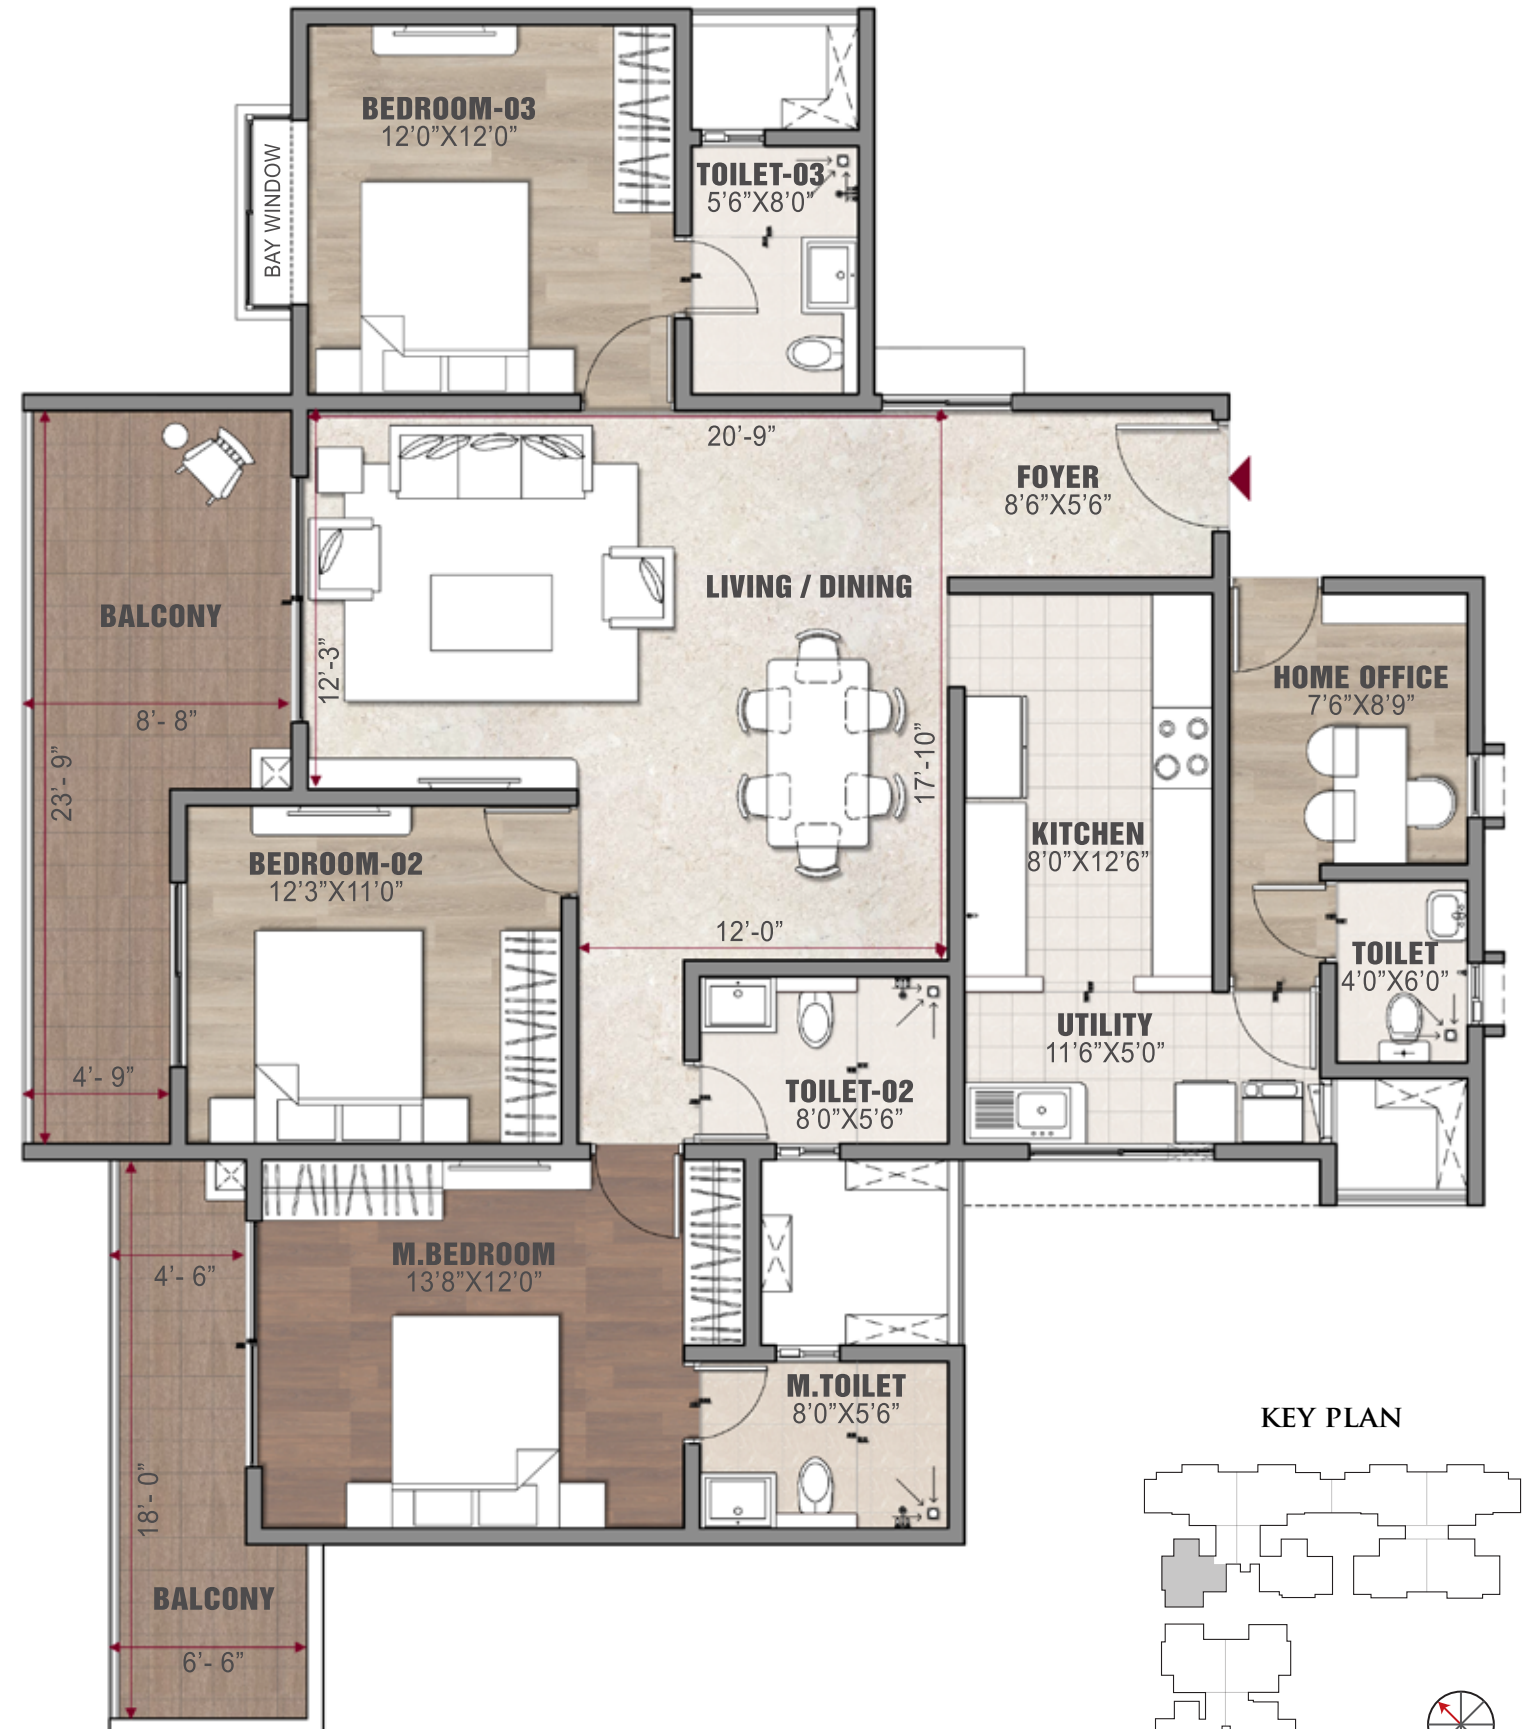 BEDROOM-03
12’0”X12’0”
BAY WINDOW
TOILET-03
5’6”X8’0”
20’-9”
FOYER
8’6”X5’6”
BALCONY
LIVING / DINING
12’-3”
8’- 8”
23’- 9”
17’-10”
HOME OFFICE
7’6”X8’9”
KITCHEN
8’0”X12’6”
BEDROOM-02
12’3”X11’0”
12’-0”
TOILET
4’0”X6’0”
UTILITY
11’6”X5’0”
4’- 9”
TOILET-02
8’0”X5’6”
4’- 6”
M.BEDROOM
13’8”X12’0”
M.TOILET
8’0”X5’6”
18’- 0”
BALCONY
6’- 6”
KEY PLAN